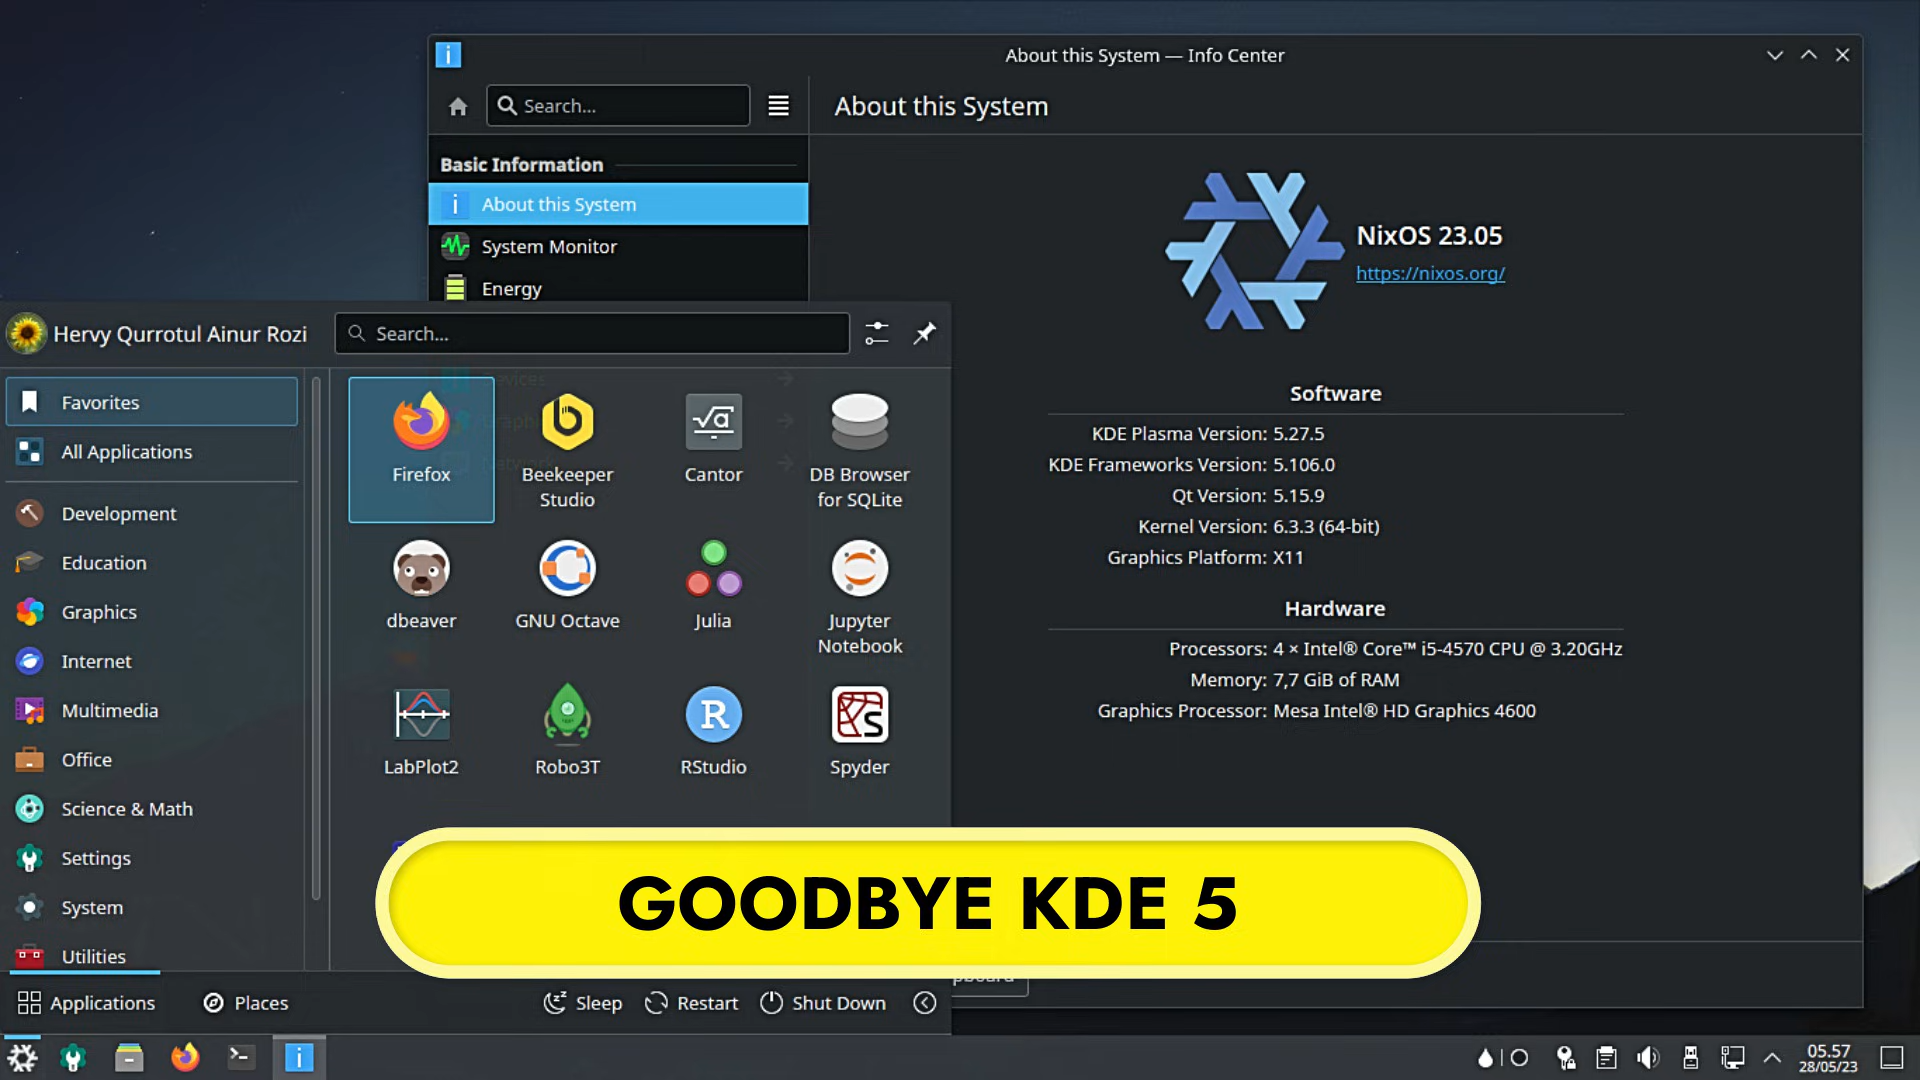 About this System — Info Center
Search...
About this System
Basic Information
About this System
System Monitor
Energy
NixOS 23.05
https://nixos.org/
Software
KDE Plasma Version: 5.27.5
KDE Frameworks Version: 5.106.0
Qt Version: 5.15.9
Kernel Version: 6.3.3 (64-bit)
Graphics Platform: X11
Hardware
Processors: 4 × Intel® Core™ i5-4570 CPU @ 3.20GHz
Memory: 7,7 GiB of RAM
Graphics Processor: Mesa Intel® HD Graphics 4600
Hervy Qurrotul Ainur Rozi
Search...
Favorites
All Applications
Development
Education
Graphics
Internet
Multimedia
Office
Science & Math
Settings
System
Utilities
Firefox
Beekeeper
Studio
Cantor
DB Browser
for SQLite
dbeaver
GNU Octave
Julia
Jupyter
Notebook
LabPlot2
Robo3T
RStudio
Spyder
GOODBYE KDE 5
Applications
Places
Sleep
Restart
Shut Down
05.57
28/05/23